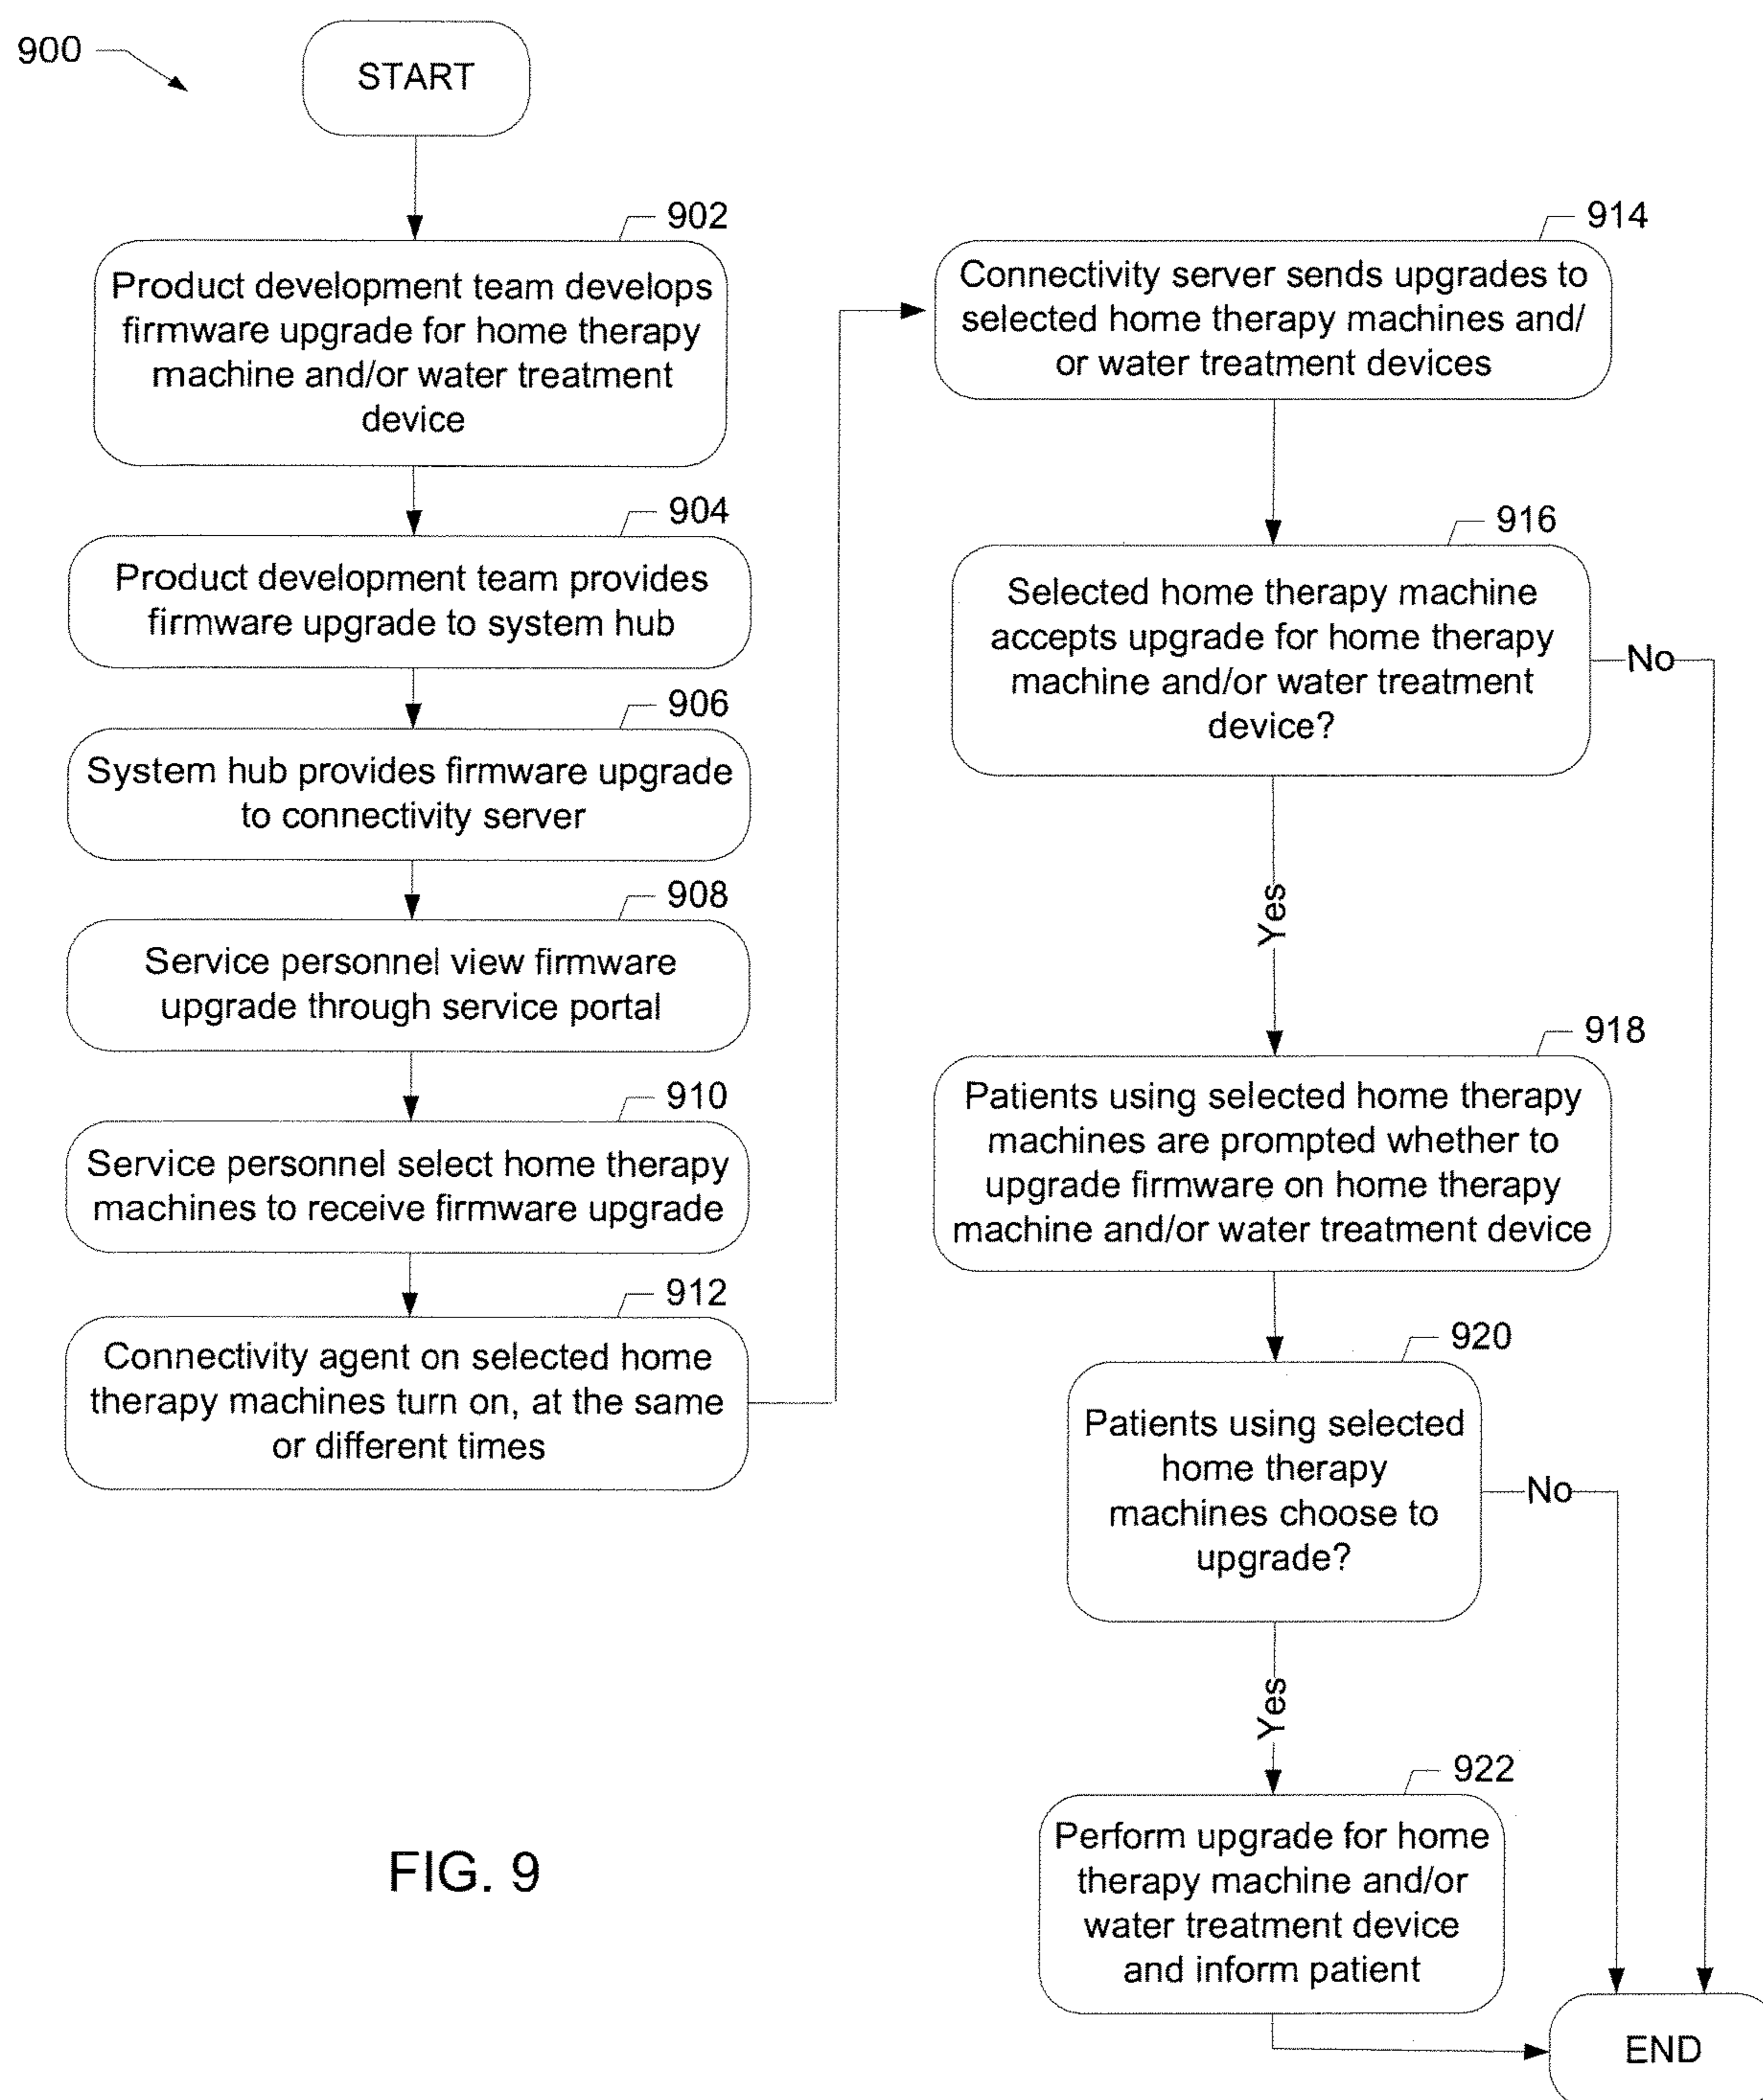 900
START
902
Product development team develops
firmware upgrade for home therapy
machine and/or water treatment
device
904
Product development team provides
firmware upgrade to system hub
906
System hub provides firmware upgrade
to connectivity server
908
Service personnel view firmware
upgrade through service portal
910
Service personnel select home therapy
machines to receive firmware upgrade
912
Connectivity agent on selected home
therapy machines turn on, at the same
or different times
914
Connectivity server sends upgrades to
selected home therapy machines and/
or water treatment devices
916
Selected home therapy machine
accepts upgrade for home therapy
machine and/or water treatment
device?
No
Yes
918
Patients using selected home therapy
machines are prompted whether to
upgrade firmware on home therapy
machine and/or water treatment device
920
Patients using selected
home therapy
machines choose to
upgrade?
No
Yes
922
Perform upgrade for home
therapy machine and/or
water treatment device
and inform patient
END
FIG. 9